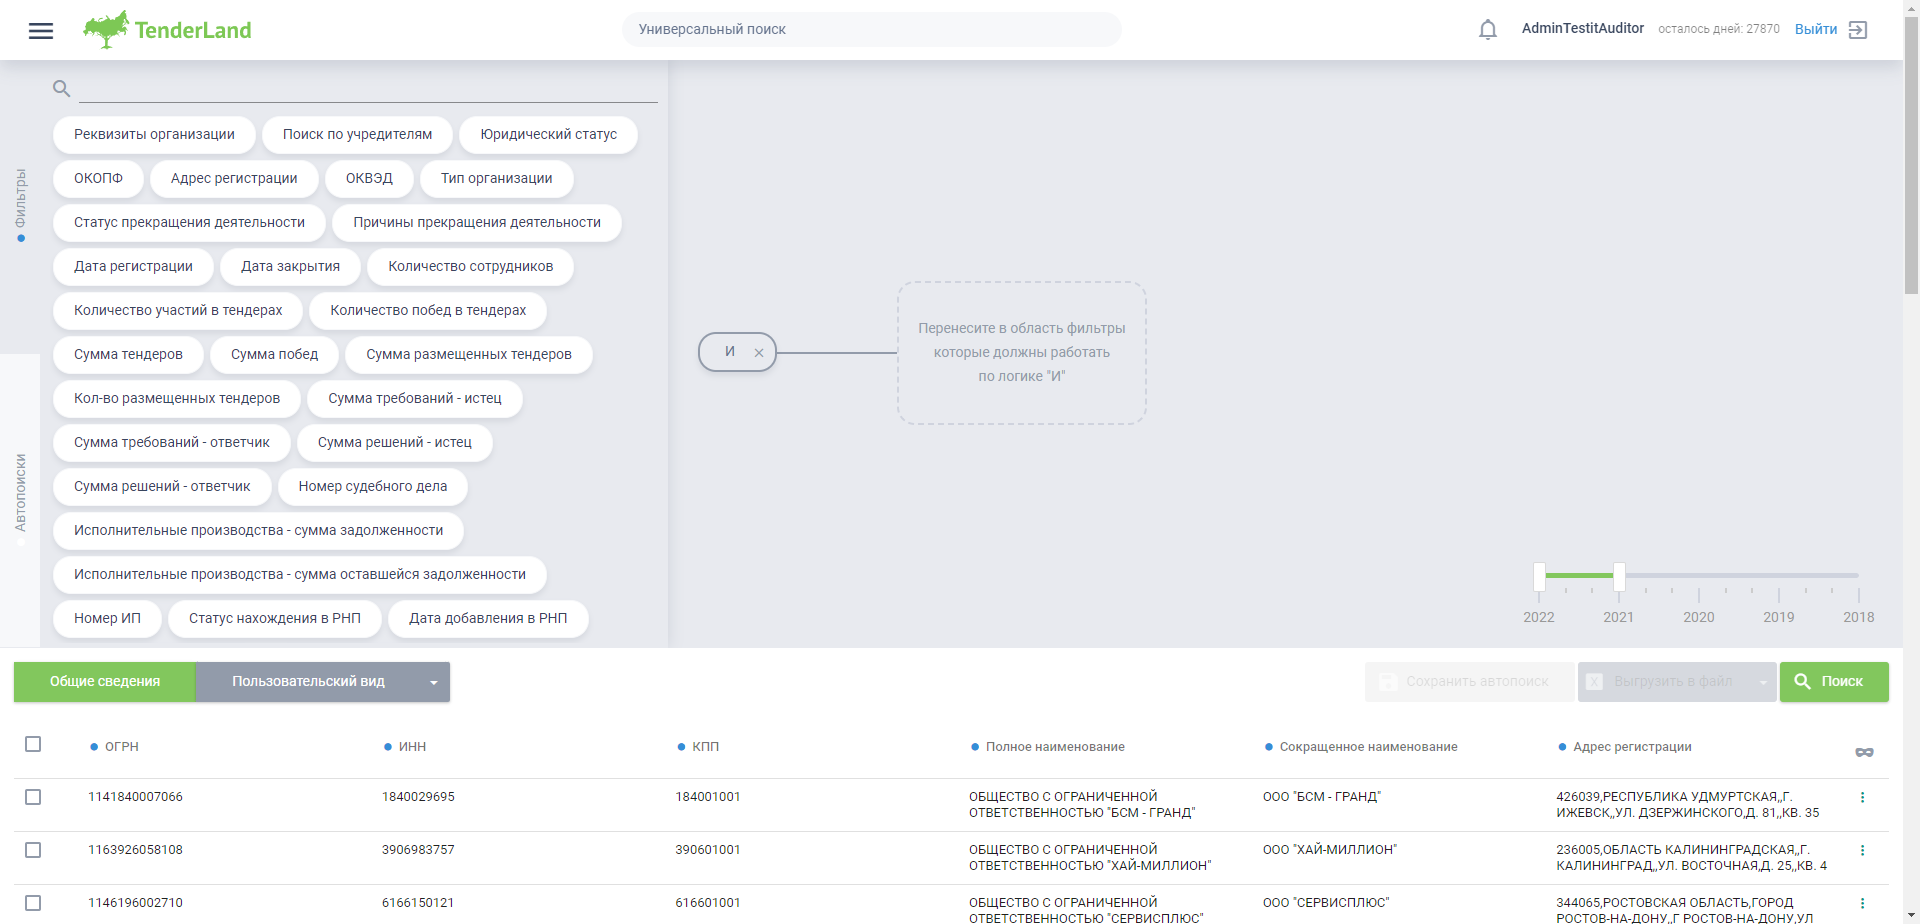 TenderLand
Универсальный поиск
AdminTestitAuditor
осталось дней: 27870
Выйти
Фильтры
Автопоиски
Реквизиты организации
Поиск по учредителям
Юридический статус
ОКОПФ
Адрес регистрации
ОКВЭД
Тип организации
Статус прекращения деятельности
Причины прекращения деятельности
Дата регистрации
Дата закрытия
Количество сотрудников
Количество участий в тендерах
Количество побед в тендерах
Сумма тендеров
Сумма побед
Сумма размещенных тендеров
Кол-во размещенных тендеров
Сумма требований - истец
Сумма требований - ответчик
Сумма решений - истец
Сумма решений - ответчик
Номер судебного дела
Исполнительные производства - сумма задолженности
Исполнительные производства - сумма оставшейся задолженности
Номер ИП
Статус нахождения в РНП
Дата добавления в РНП
И
Перенесите в область фильтры
которые должны работать
по логике "И"
2022
2021
2020
2019
2018
Общие сведения
Пользовательский вид
Сохранить автопоиск
Выгрузить в файл
Поиск
ОГРН
ИНН
КПП
Полное наименование
Сокращенное наименование
Адрес регистрации
1141840007066
1840029695
184001001
ОБЩЕСТВО С ОГРАНИЧЕННОЙ
ОТВЕТСТВЕННОСТЬЮ "БСМ - ГРАНД"
ООО "БСМ - ГРАНД"
426039,РЕСПУБЛИКА УДМУРТСКАЯ,,Г.
ИЖЕВСК,,УЛ. ДЗЕРЖИНСКОГО,Д. 81,,КВ. 35
1163926058108
3906983757
390601001
ОБЩЕСТВО С ОГРАНИЧЕННОЙ
ОТВЕТСТВЕННОСТЬЮ "ХАЙ-МИЛЛИОН"
ООО "ХАЙ-МИЛЛИОН"
236005,ОБЛАСТЬ КАЛИНИНГРАДСКАЯ,,Г.
КАЛИНИНГРАД,,УЛ. ВОСТОЧНАЯ,Д. 25,,КВ. 4
1146196002710
6166150121
616601001
ОБЩЕСТВО С ОГРАНИЧЕННОЙ
ОТВЕТСТВЕННОСТЬЮ "СЕРВИСПЛЮС"
ООО "СЕРВИСПЛЮС"
344065,РОСТОВСКАЯ ОБЛАСТЬ,ГОРОД
РОСТОВ-НА-ДОНУ,,Г РОСТОВ-НА-ДОНУ,УЛ